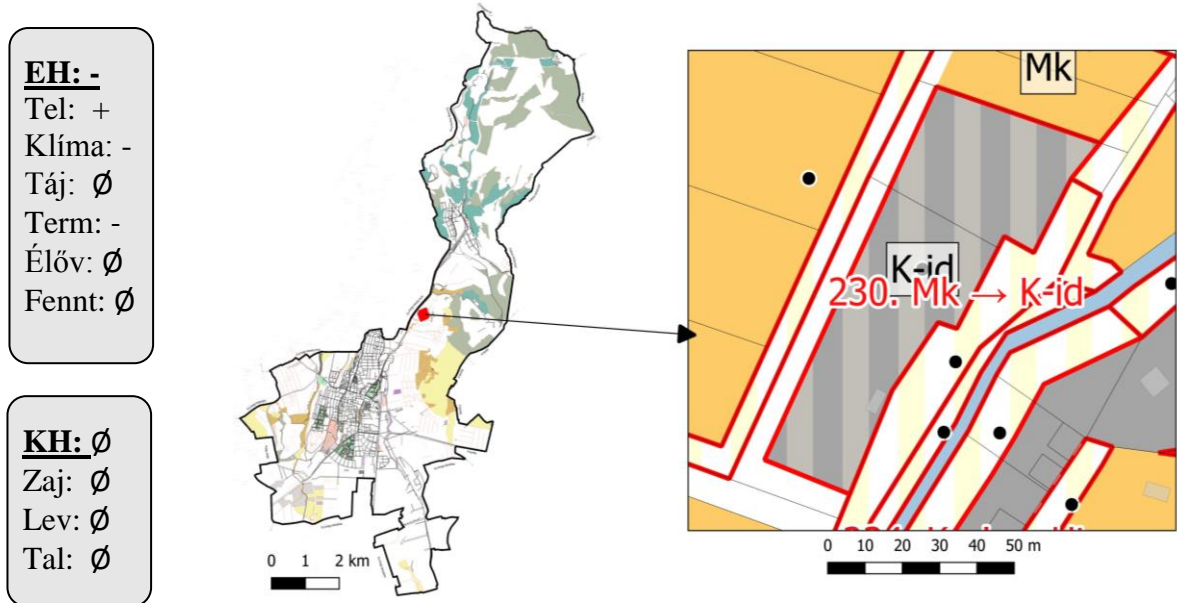 EH: -
Tel: +
Klíma: -
Táj: Ø
Term: -
Élőv: Ø
Fennt: Ø
KH: Ø
Zaj: Ø
Lev: Ø
Tal: Ø
0 1 2 km
Mk
K-id
230. Mk → K-id
0 10 20 30 40 50 m